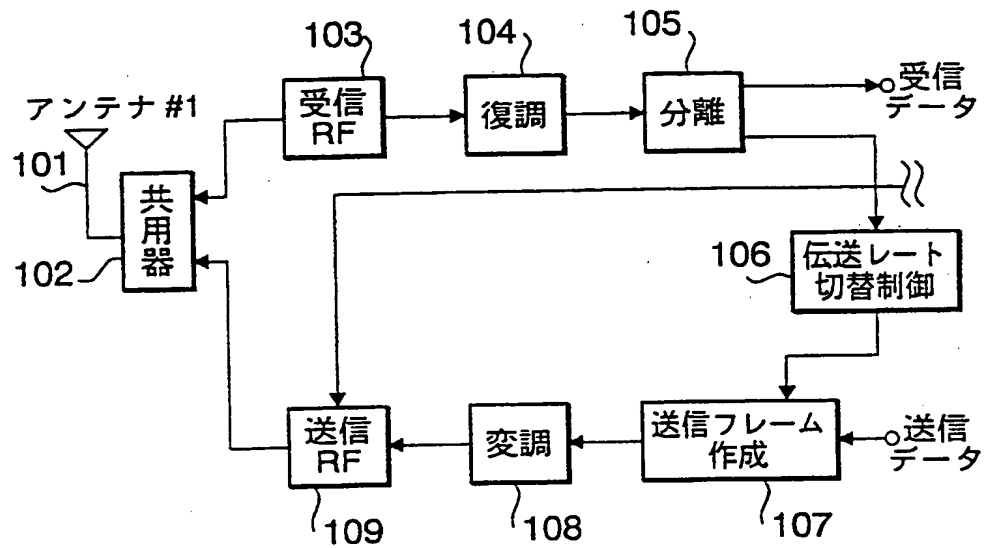 103
104
105
受信
RF
復調
分離
受信
データ
アンテナ #1
101
共用器
102
106
伝送レート
切替制御
送信
RF
変調
送信フレーム
作成
送信
データ
109
108
107